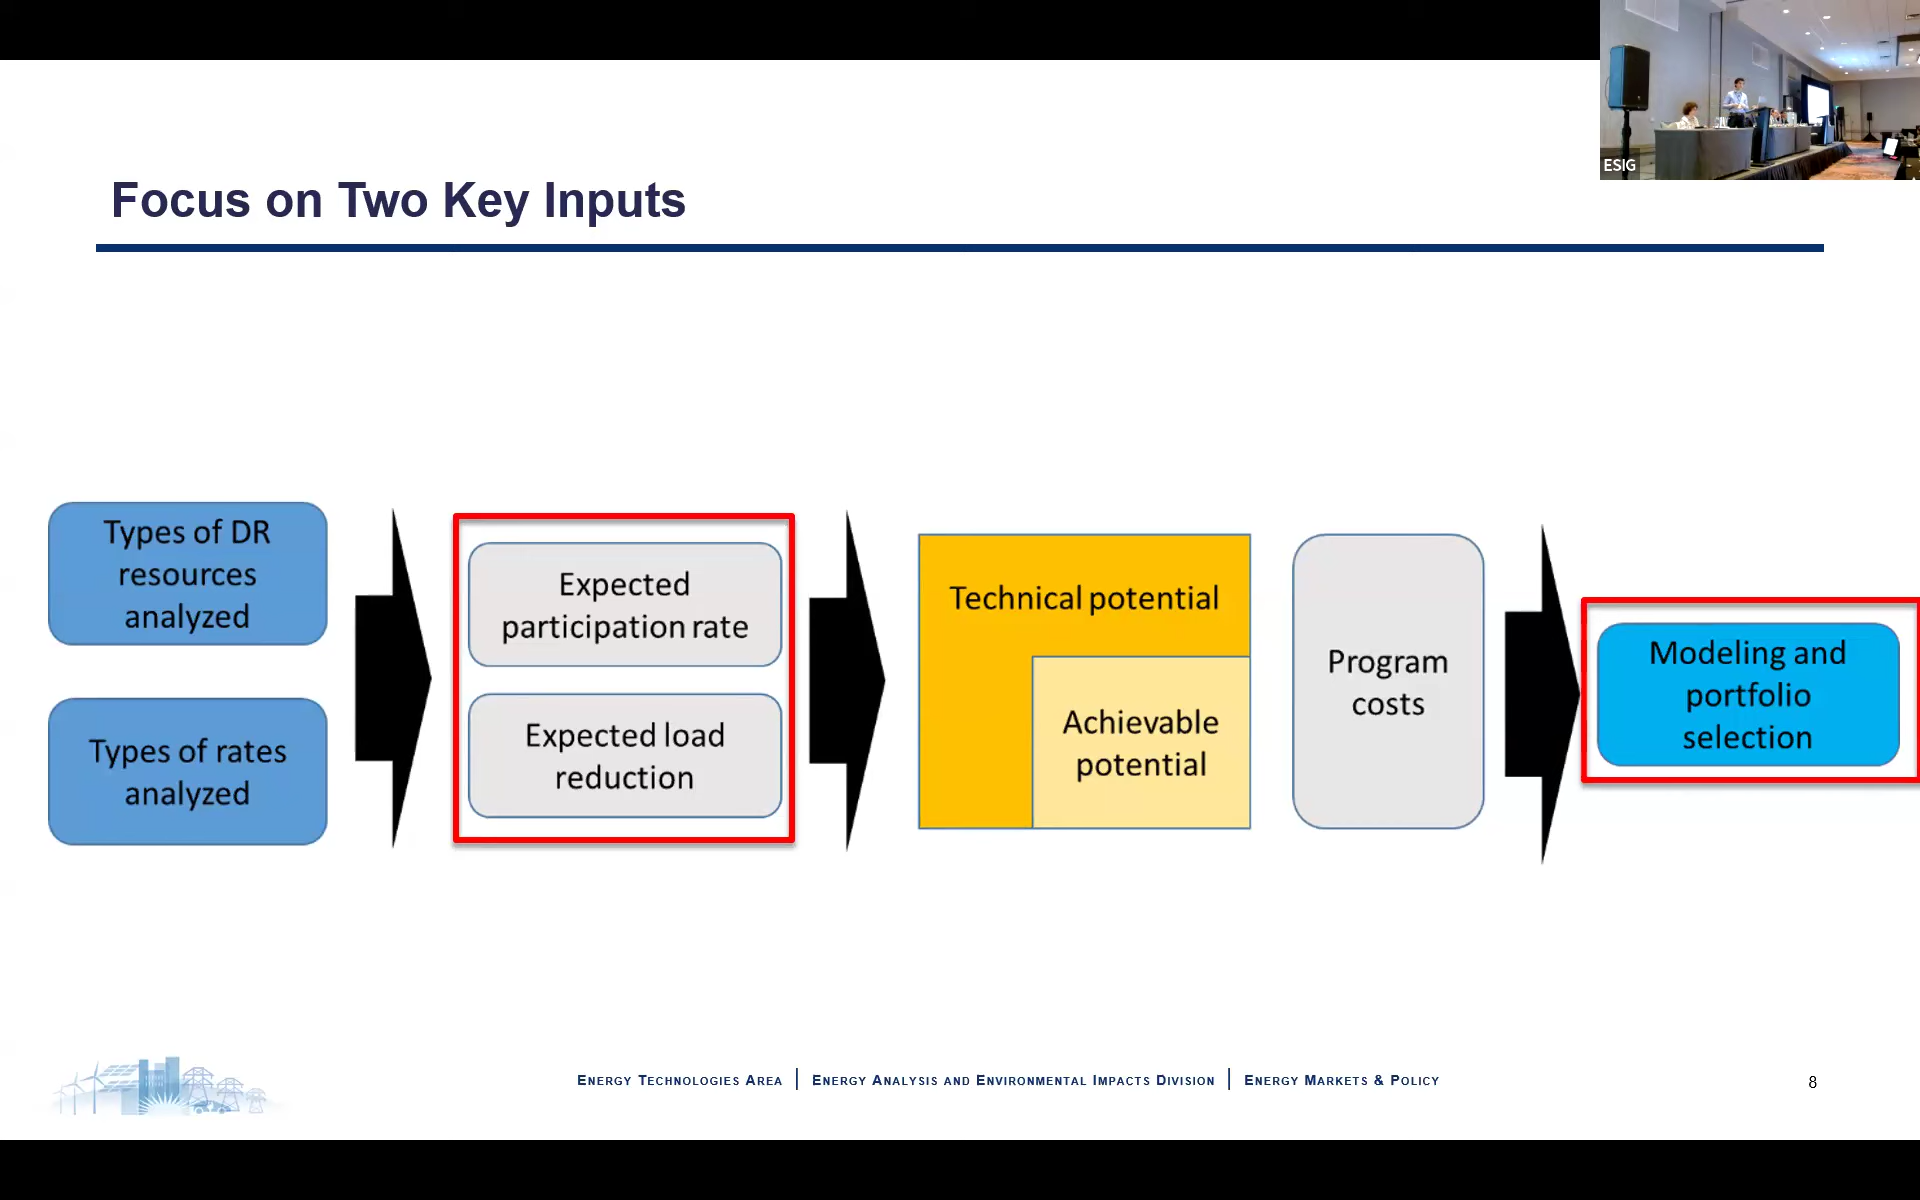 ESIG
Focus on Two Key Inputs
Types of DR
resources
analyzed
Types of rates
analyzed
Expected
participation rate
Expected load
reduction
Technical potential
Achievable
potential
Program
costs
Modeling and
portfolio
selection
ENERGY TECHNOLOGIES AREA | ENERGY ANALYSIS AND ENVIRONMENTAL IMPACTS DIVISION | ENERGY MARKETS & POLICY
8